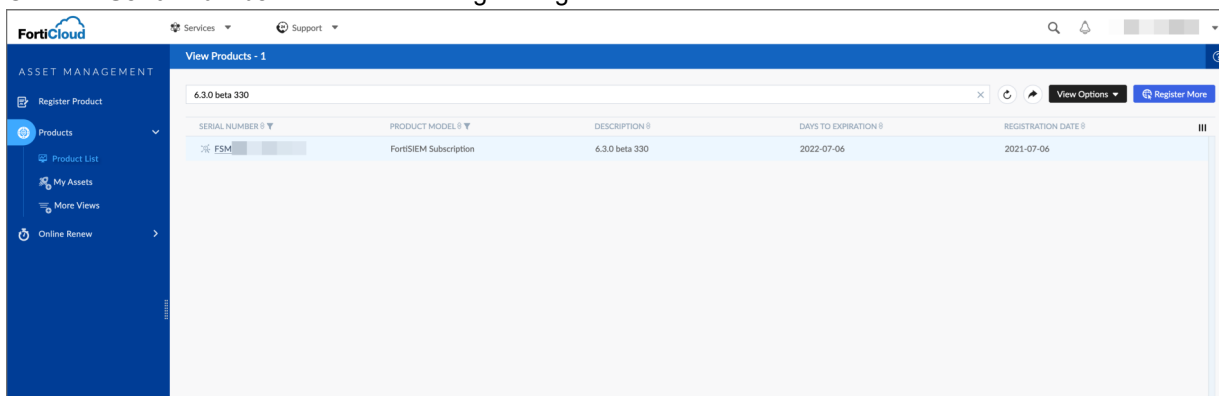 FortiCloud
Services
Support
ASSET MANAGEMENT
View Products - 1
Register Product
6.3.0 beta 330
View Options
Register More
Products
SERIAL NUMBER
PRODUCT MODEL
DESCRIPTION
DAYS TO EXPIRATION
REGISTRATION DATE
FSM
FortiSIEM Subscription
6.3.0 beta 330
2022-07-06
2021-07-06
Product List
My Assets
More Views
Online Renew